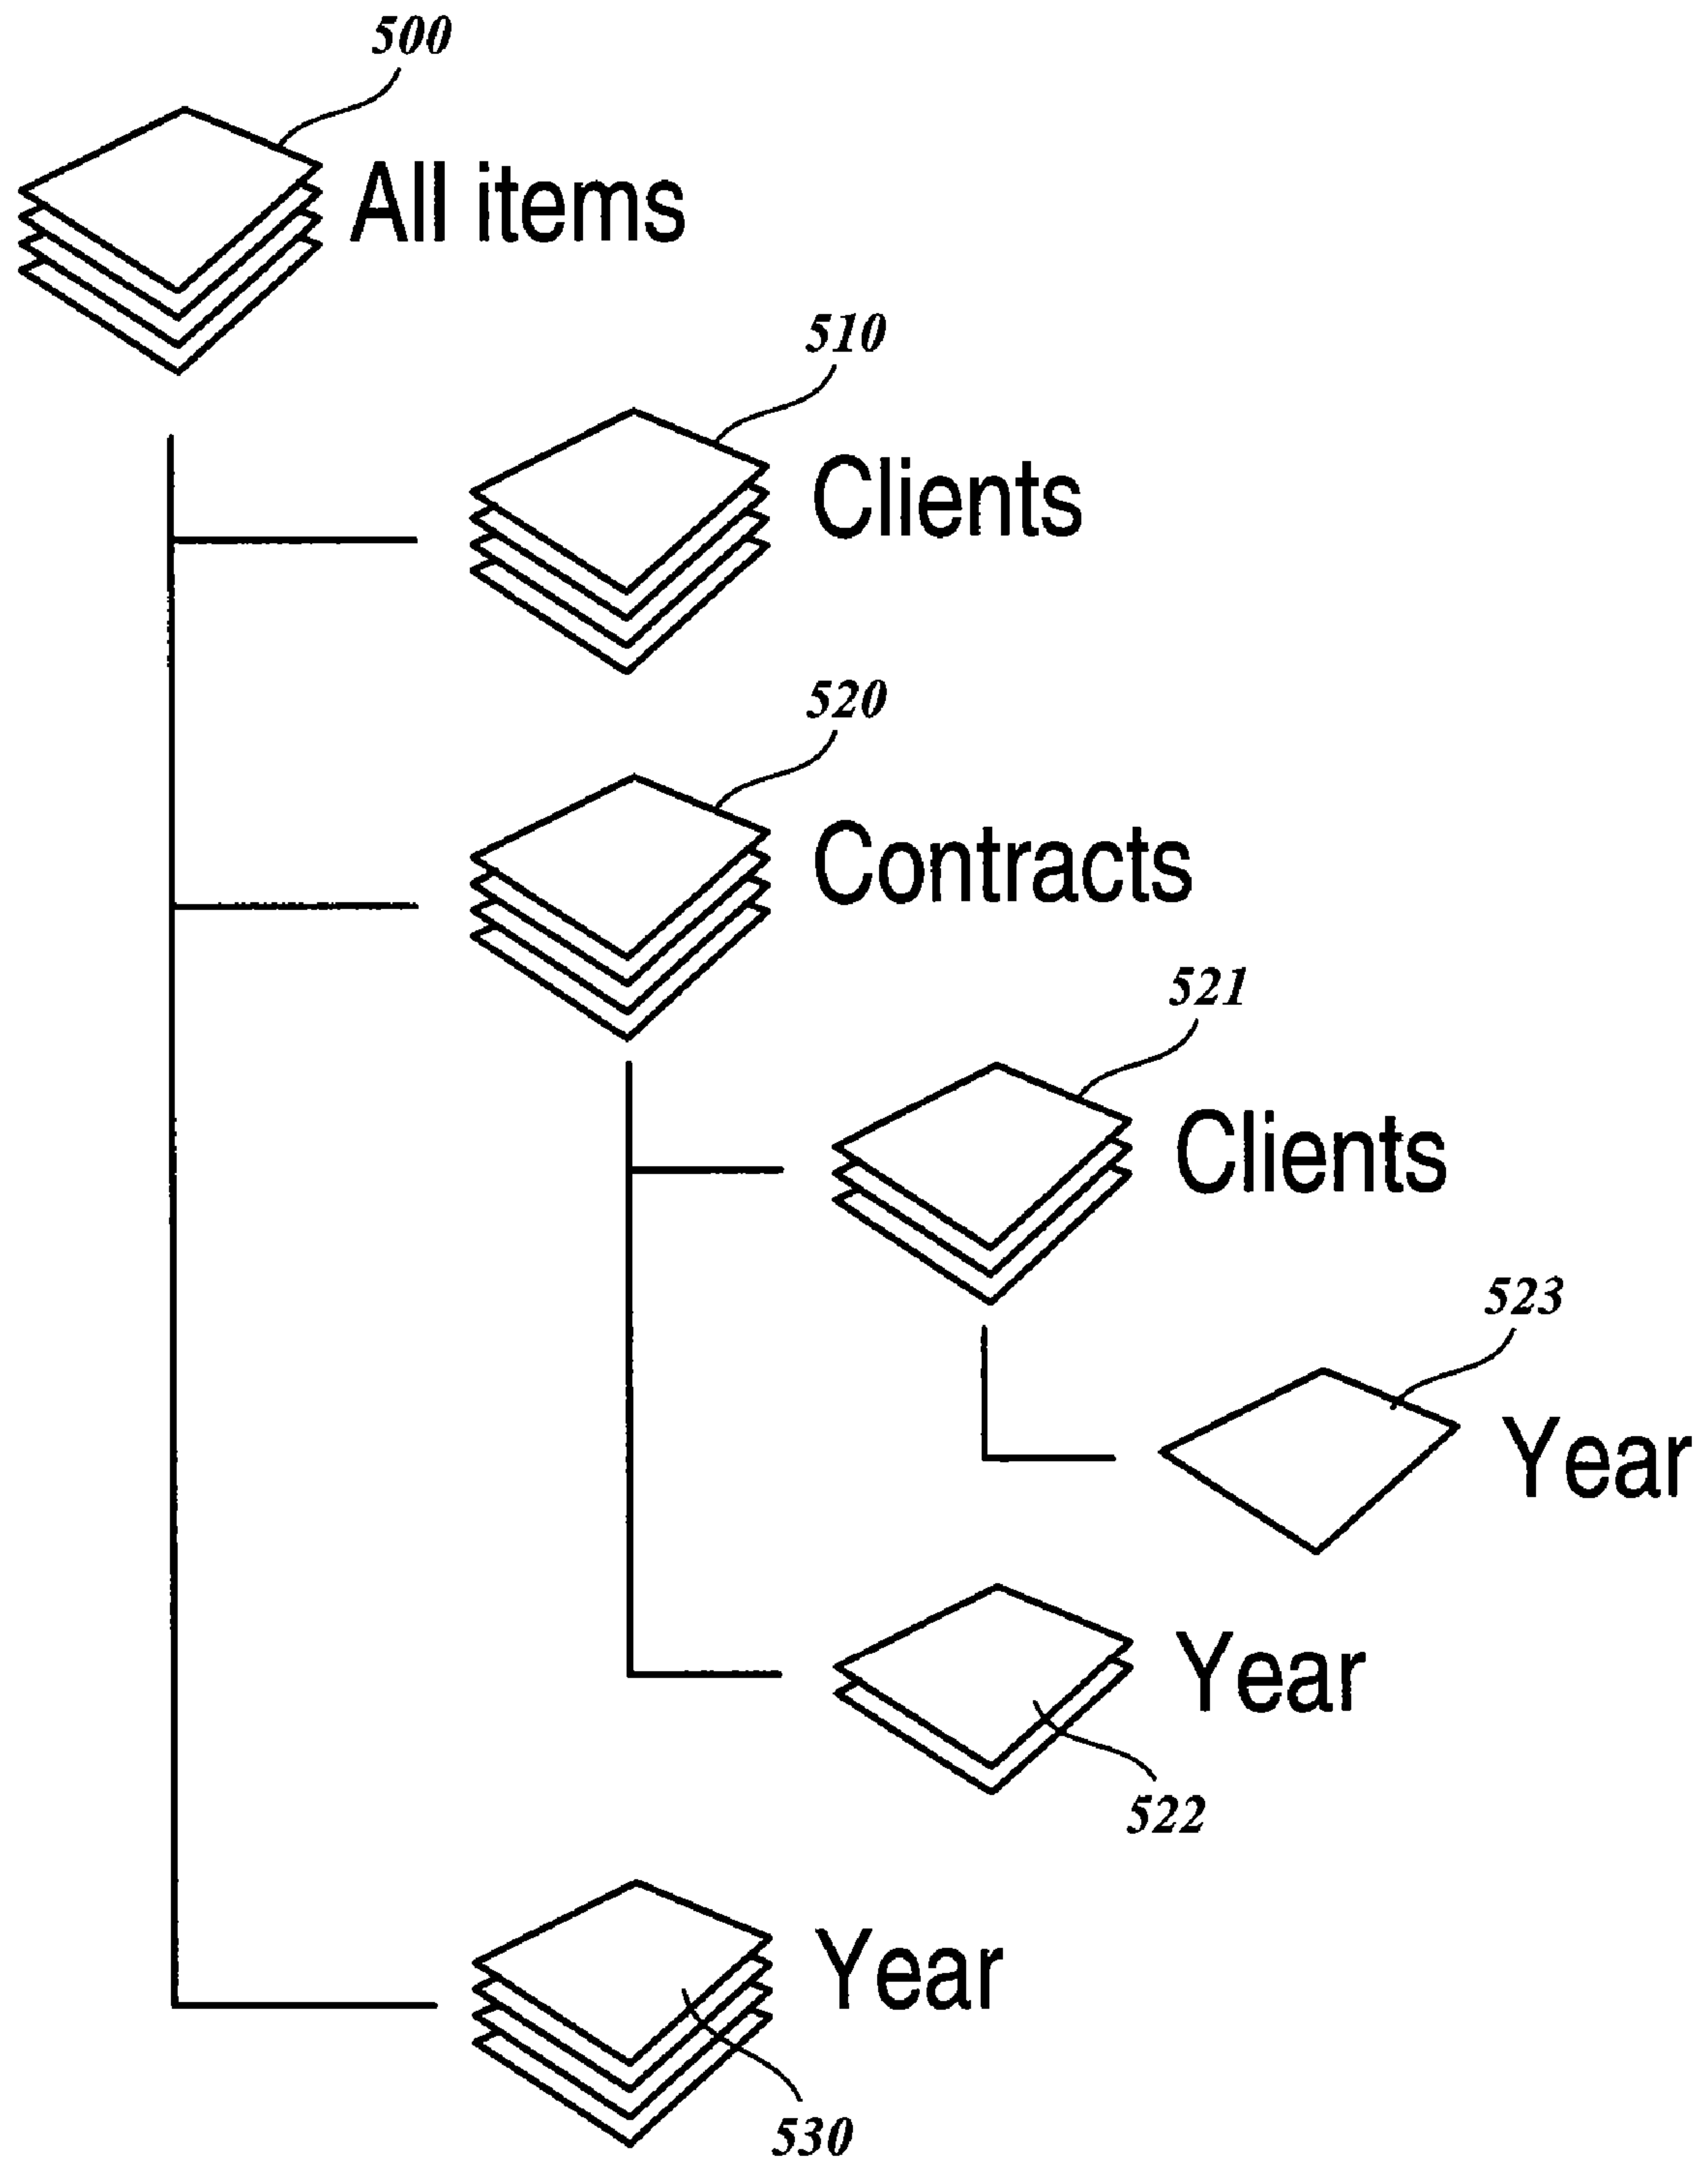 500
All items
510
Clients
520
Contracts
521
Clients
523
Year
Year
522
Year
530